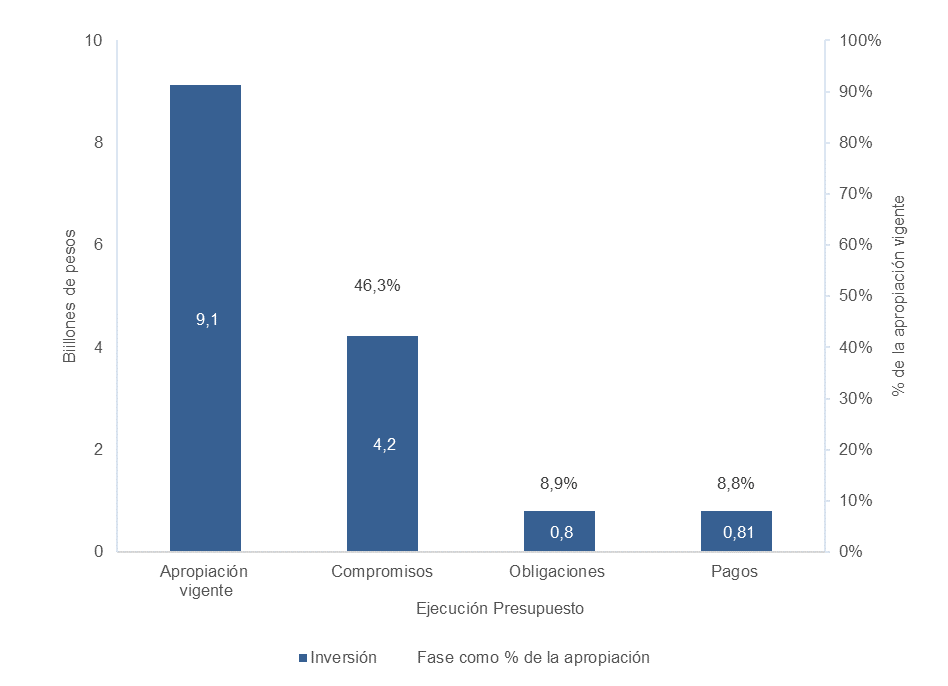 10
100%
90%
8
80%
70%
6
60%
50%
4
40%
30%
2
20%
10%
0
0%
Biillones de pesos
% de la apropiación vigente
9,1
46,3%
4,2
8,9%
0,8
8,8%
0,81
Apropiación
vigente
Compromisos
Obligaciones
Pagos
Ejecución Presupuesto
Inversión
Fase como % de la apropiación